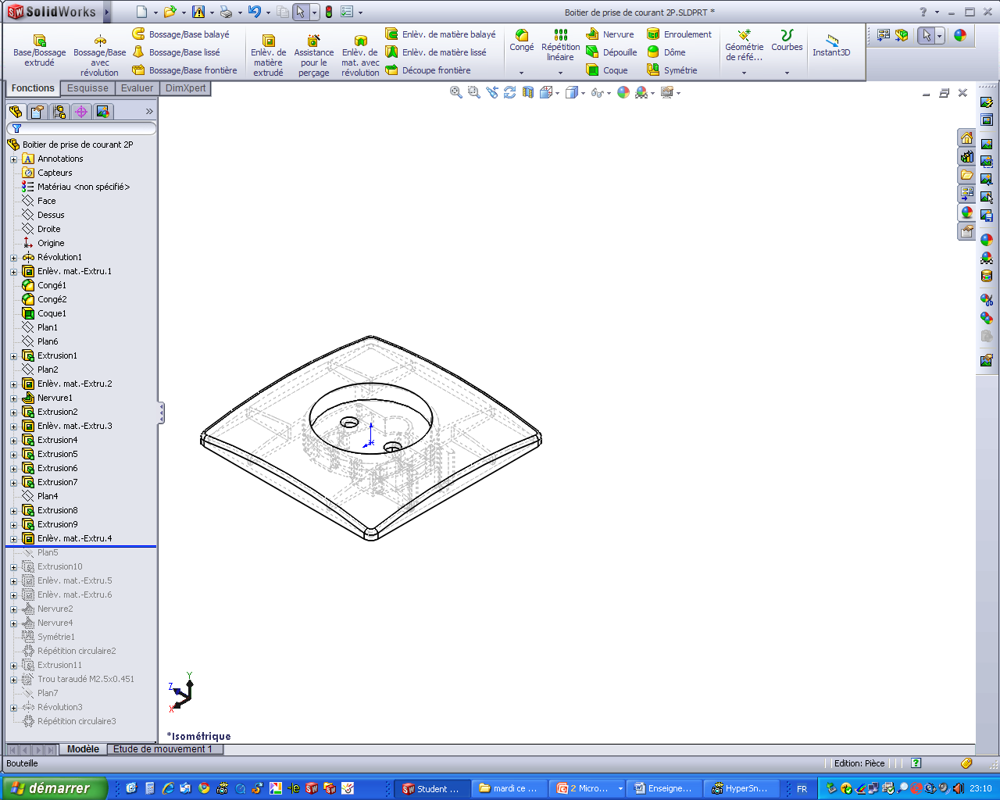 SolidWorks
Boitier de prise de courant 2P.SLDPRT *
Base/Bossage extrudé
Bossage/Base avec révolution
Bossage/Base balayé
Bossage/Base lissé
Bossage/Base frontière
Enlèv. de matière extrudé
Assistance pour le perçage
Enlèv. de mat. avec révolution
Enlèv. de matière balayé
Enlèv. de matière lissé
Découpe frontière
Congé
Répétition linéaire
Nervure
Dépouille
Coque
Enroulement
Dôme
Symétrie
Géométrie de réfé...
Courbes
Instant3D
Fonctions
Esquisse
Evaluer
DimXpert
Boitier de prise de courant 2P
Annotations
Capteurs
Matériau <non spécifié>
Face
Dessus
Droite
Origine
Révolution1
Enlèv. mat.-Extru.1
Congé1
Congé2
Coque1
Plan1
Plan6
Extrusion1
Plan2
Enlèv. mat.-Extru.2
Nervure1
Extrusion2
Enlèv. mat.-Extru.3
Extrusion4
Extrusion5
Extrusion6
Extrusion7
Plan4
Extrusion8
Extrusion9
Enlèv. mat.-Extru.4
Plan5
Extrusion10
Enlèv. mat.-Extru.5
Enlèv. mat.-Extru.6
Nervure2
Nervure4
Symétrie1
Répétition circulaire2
Extrusion11
Trou taraudé M2.5x0.451
Plan7
Révolution3
Répétition circulaire3
Y
Z
X
*Isométrique
Modèle
Etude de mouvement 1
Bouteille
Edition: Pièce
démarrer
Student ...
mardi ce ...
2 Micro...
Enseigne...
HyperSn...
FR
23:10